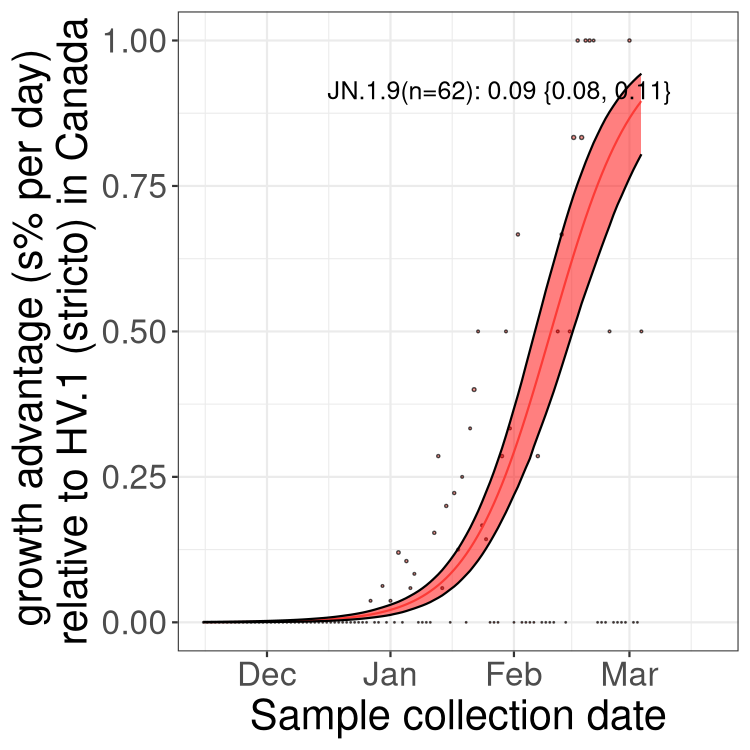 growth advantage (s% per day)
relative to HV.1 (stricto) in Canada
1.00
0.75
0.50
0.25
0.00
JN.1.9(n=62): 0.09 {0.08, 0.11}
Dec Jan Feb Mar
Sample collection date